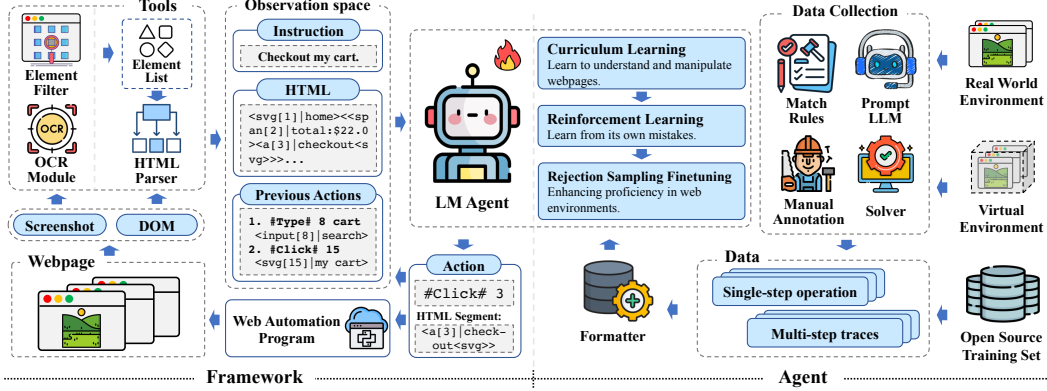 Tools
Element
Filter
Element
List
OCR
OCR
Module
HTML
Parser
Screenshot
DOM
Webpage
Observation space
Instruction
Checkout my cart.
HTML
<svg[1]|home><<sp
an[2]|total:$22.0
><a[3]|checkout<s
vg>>>...
Previous Actions
1. #Type# 8 cart
<input[8]|search>
2. #Click# 15
<svg[15]|my cart>
Web Automation
Program
LM Agent
Curriculum Learning
Learn to understand and manipulate
webpages.
Reinforcement Learning
Learn from its own mistakes.
Rejection Sampling Finetuning
Enhancing proficiency in web
environments.
Action
#Click# 3
HTML Segment:
<a[3]|check-
out<svg>>
Framework
Data Collection
Match
Rules
Prompt
LLM
Manual
Annotation
Solver
Real World
Environment
Virtual
Environment
Formatter
Data
Single-step operation
Multi-step traces
Open Source
Training Set
Agent